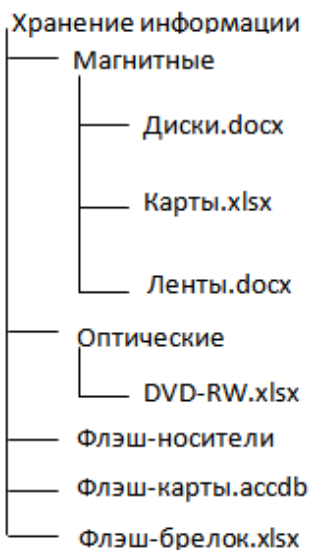 Хранение информации
Магнитные
Диски.docx
Карты.xlsx
Ленты.docx
Оптические
DVD-RW.xlsx
Флэш-носители
Флэш-карты.accdb
Флэш-брелок.xlsx